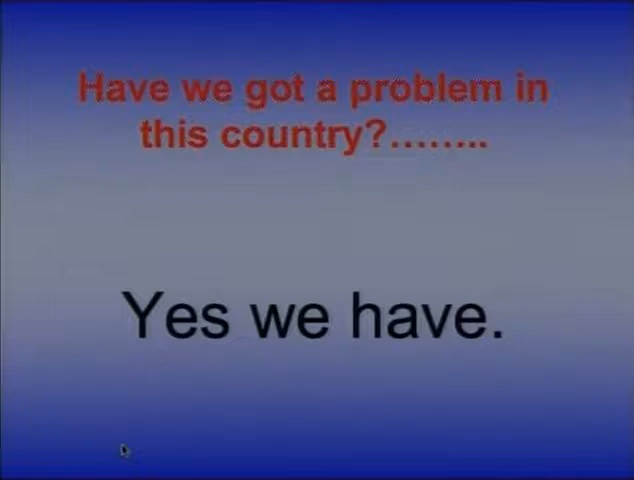 Have we got a problem in
this country?……..
Yes we have.